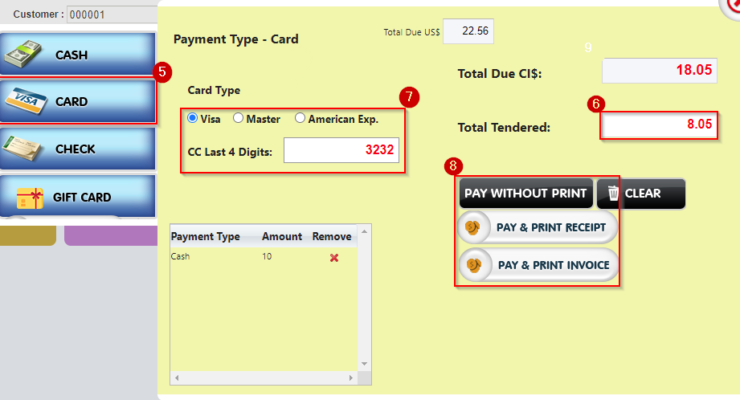 Customer : 000001
CASH
5
CARD
VISA
CHECK
GIFT CARD
Payment Type - Card
Total Due US$ 22.56
9
Total Due CI$: 18.05
Card Type
7
6
Visa Master American Exp.
Total Tendered: 8.05
CC Last 4 Digits: 3232
8
PAY WITHOUT PRINT CLEAR
PAY & PRINT RECEIPT
PAY & PRINT INVOICE
Payment Type Amount Remove
Cash 10